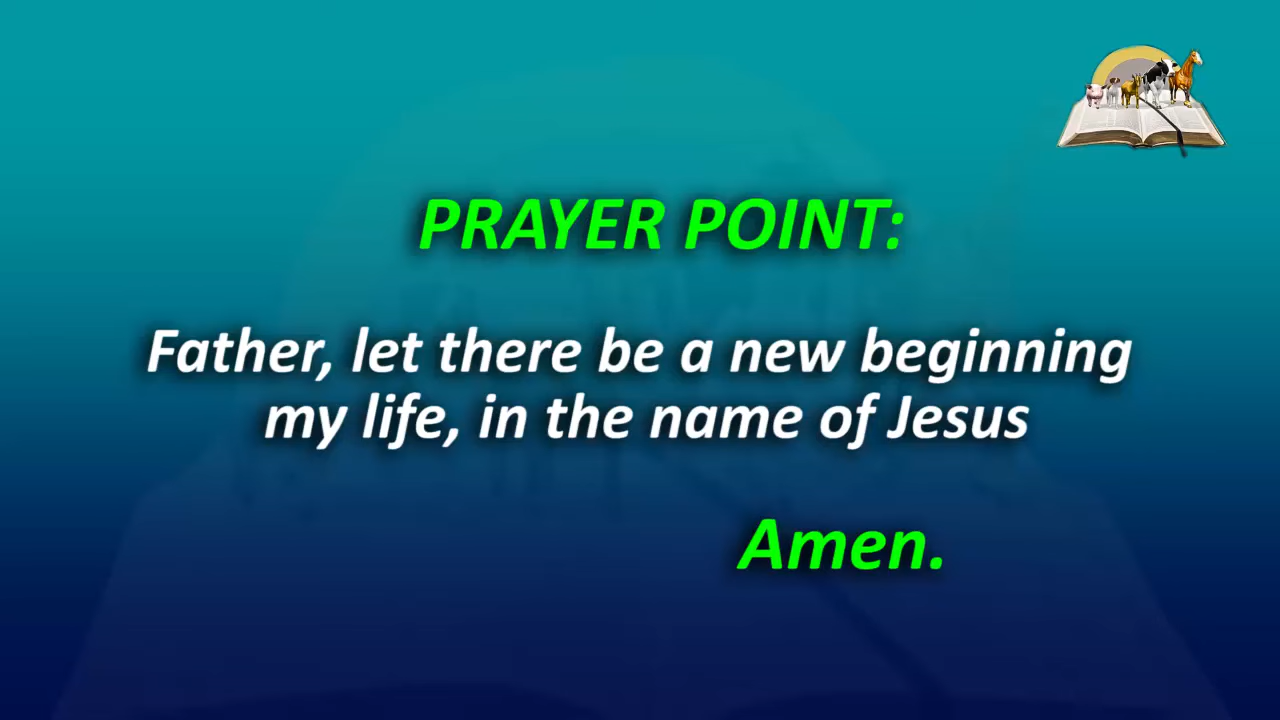 PRAYER POINT:
Father, let there be a new beginning
my life, in the name of Jesus
Amen.